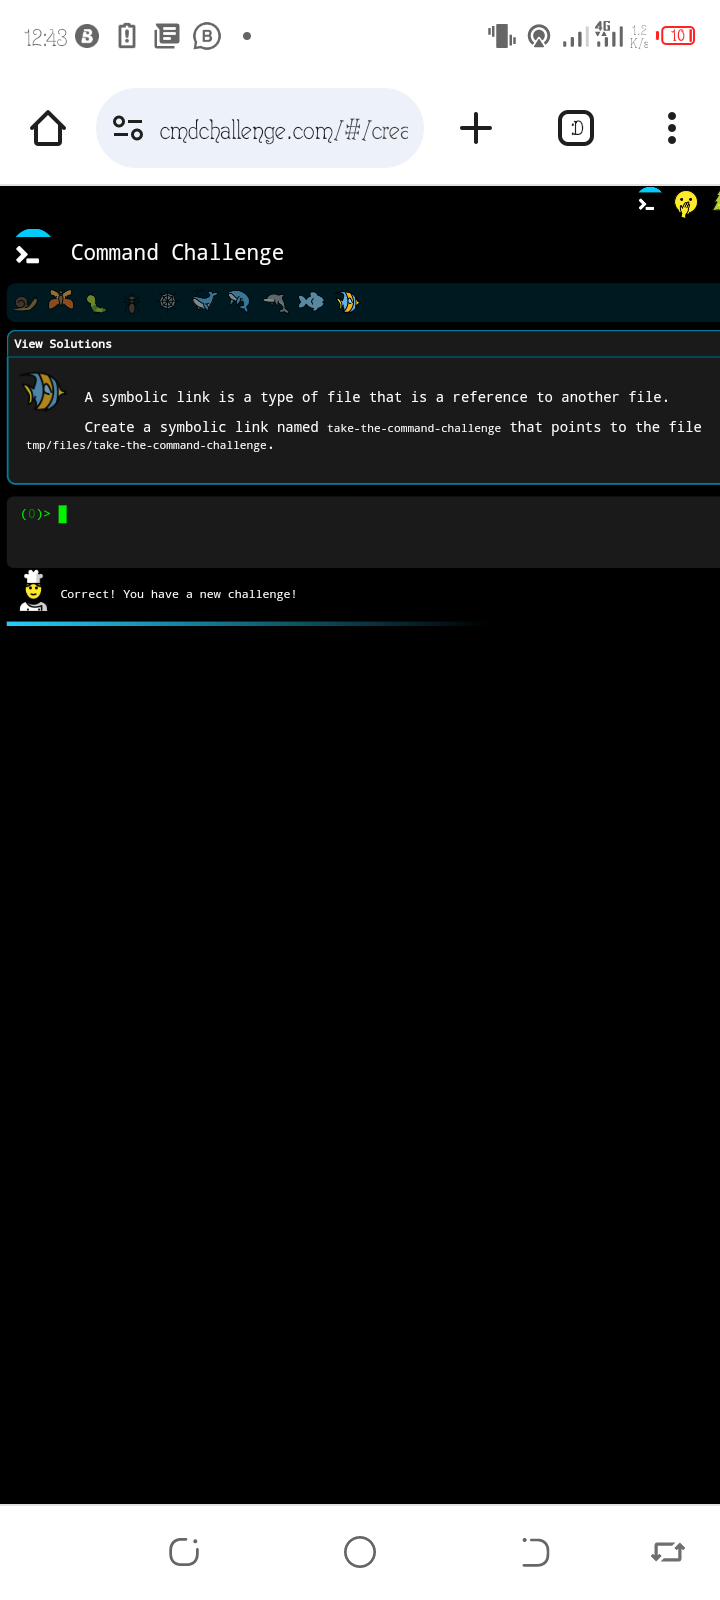 12:43
4G
1.2
K/s
10
cmdchallenge.com/#/crea
:D
Command Challenge
View Solutions
A symbolic link is a type of file that is a reference to another file.
Create a symbolic link named take-the-command-challenge that points to the file
tmp/files/take-the-command-challenge.
(0)>
Correct! You have a new challenge!